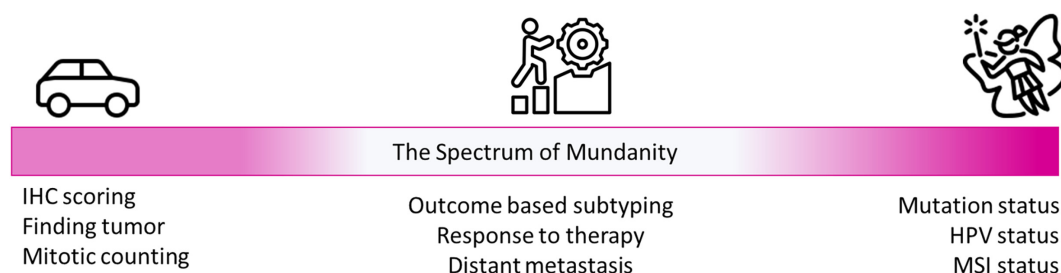 The Spectrum of Mundanity
IHC scoring
Finding tumor
Mitotic counting
Outcome based subtyping
Response to therapy
Distant metastasis
Mutation status
HPV status
MSI status